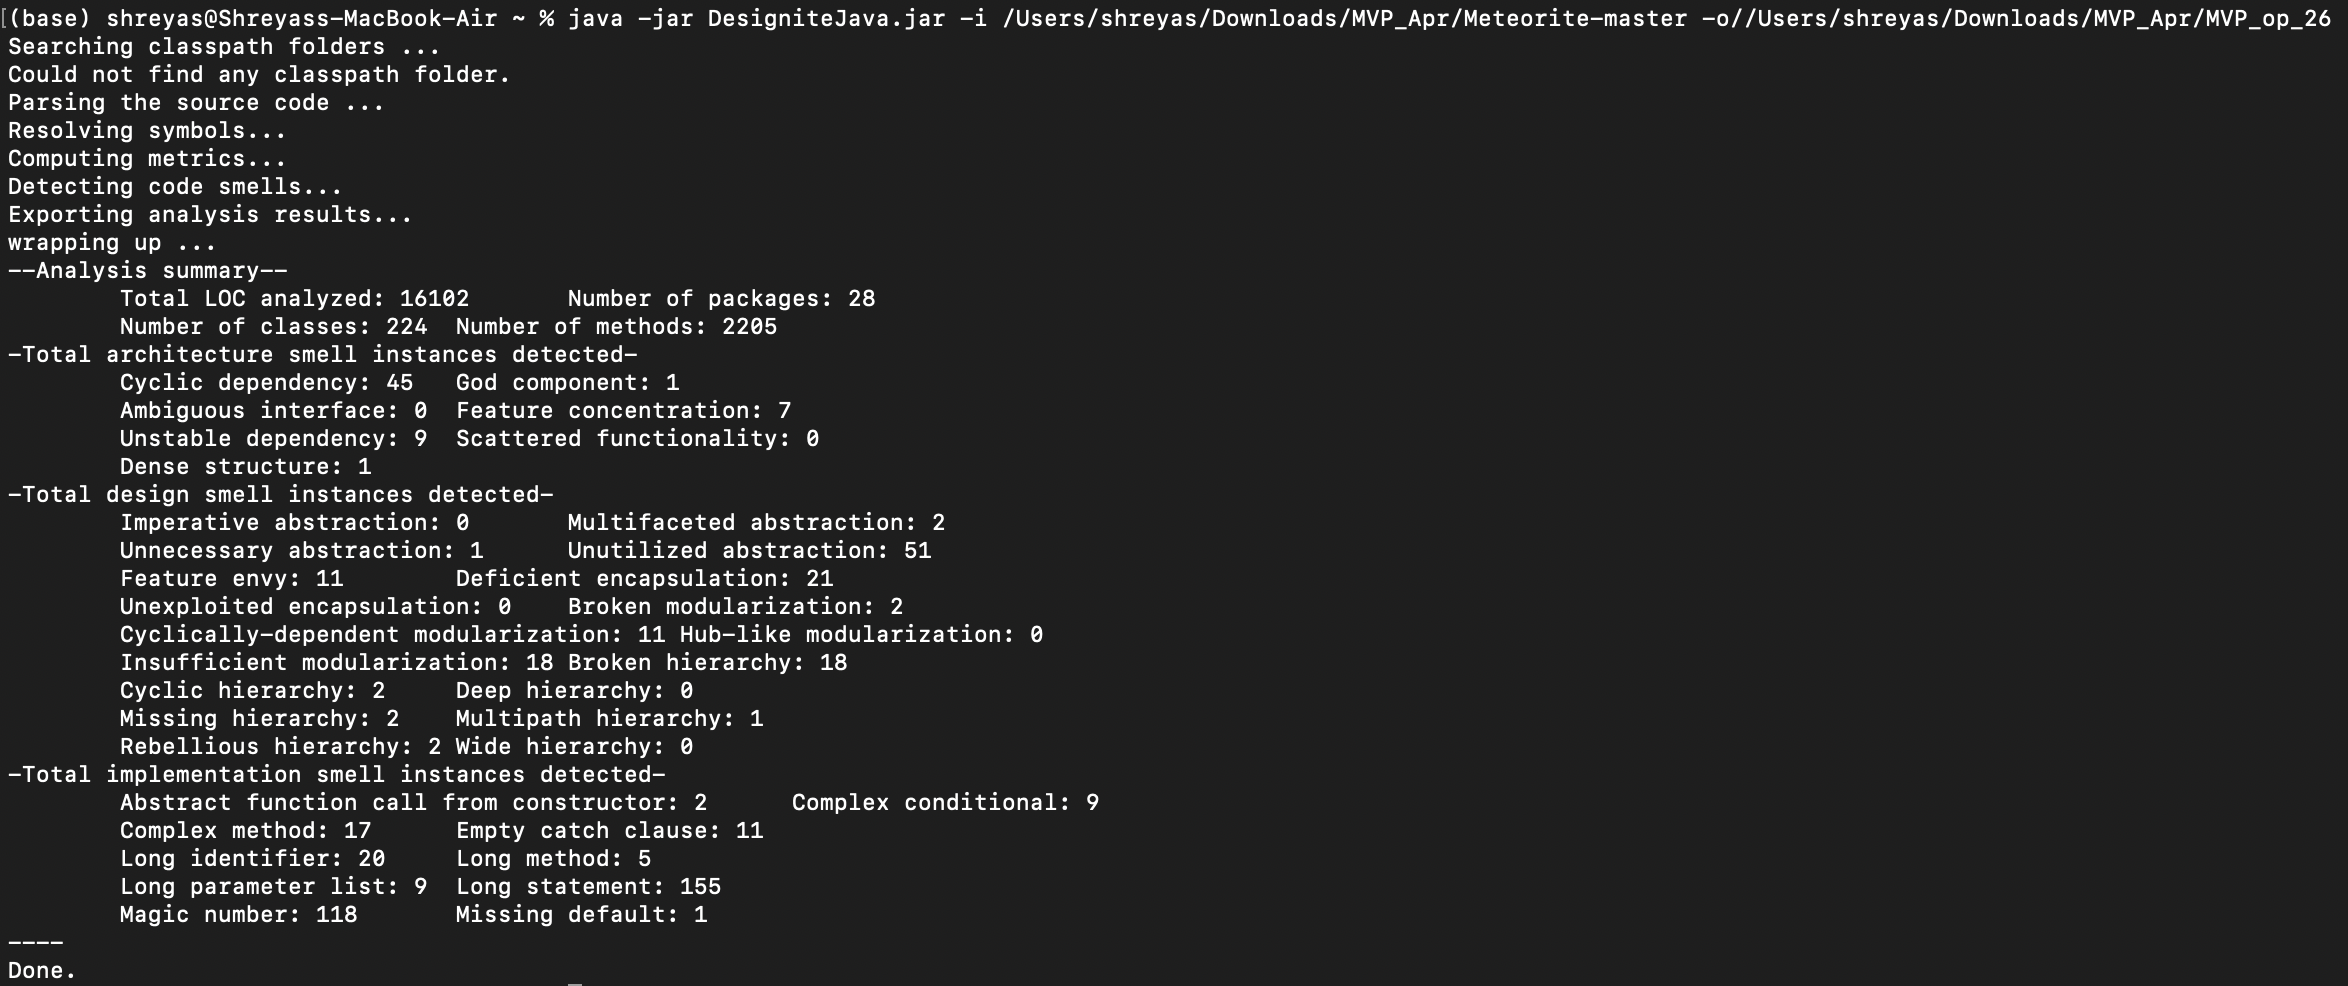 (base) shreyas@Shreyass-MacBook-Air ~ % java -jar DesigniteJava.jar -i /Users/shreyas/Downloads/MVP_Apr/Meteorite-master -o//Users/shreyas/Downloads/MVP_Apr/MVP_op_26
Searching classpath folders ...
Could not find any classpath folder.
Parsing the source code ...
Resolving symbols...
Computing metrics...
Detecting code smells...
Exporting analysis results...
wrapping up ...
--Analysis summary--
Total LOC analyzed: 16102 Number of packages: 28
Number of classes: 224 Number of methods: 2205
-Total architecture smell instances detected-
Cyclic dependency: 45 God component: 1
Ambiguous interface: 0 Feature concentration: 7
Unstable dependency: 9 Scattered functionality: 0
Dense structure: 1
-Total design smell instances detected-
Imperative abstraction: 0 Multifaceted abstraction: 2
Unnecessary abstraction: 1 Unutilized abstraction: 51
Feature envy: 11 Deficient encapsulation: 21
Unexploited encapsulation: 0 Broken modularization: 2
Cyclically-dependent modularization: 11 Hub-like modularization: 0
Insufficient modularization: 18 Broken hierarchy: 18
Cyclic hierarchy: 2 Deep hierarchy: 0
Missing hierarchy: 2 Multipath hierarchy: 1
Rebellious hierarchy: 2 Wide hierarchy: 0
-Total implementation smell instances detected-
Abstract function call from constructor: 2 Complex conditional: 9
Complex method: 17 Empty catch clause: 11
Long identifier: 20 Long method: 5
Long parameter list: 9 Long statement: 155
Magic number: 118 Missing default: 1
----
Done.